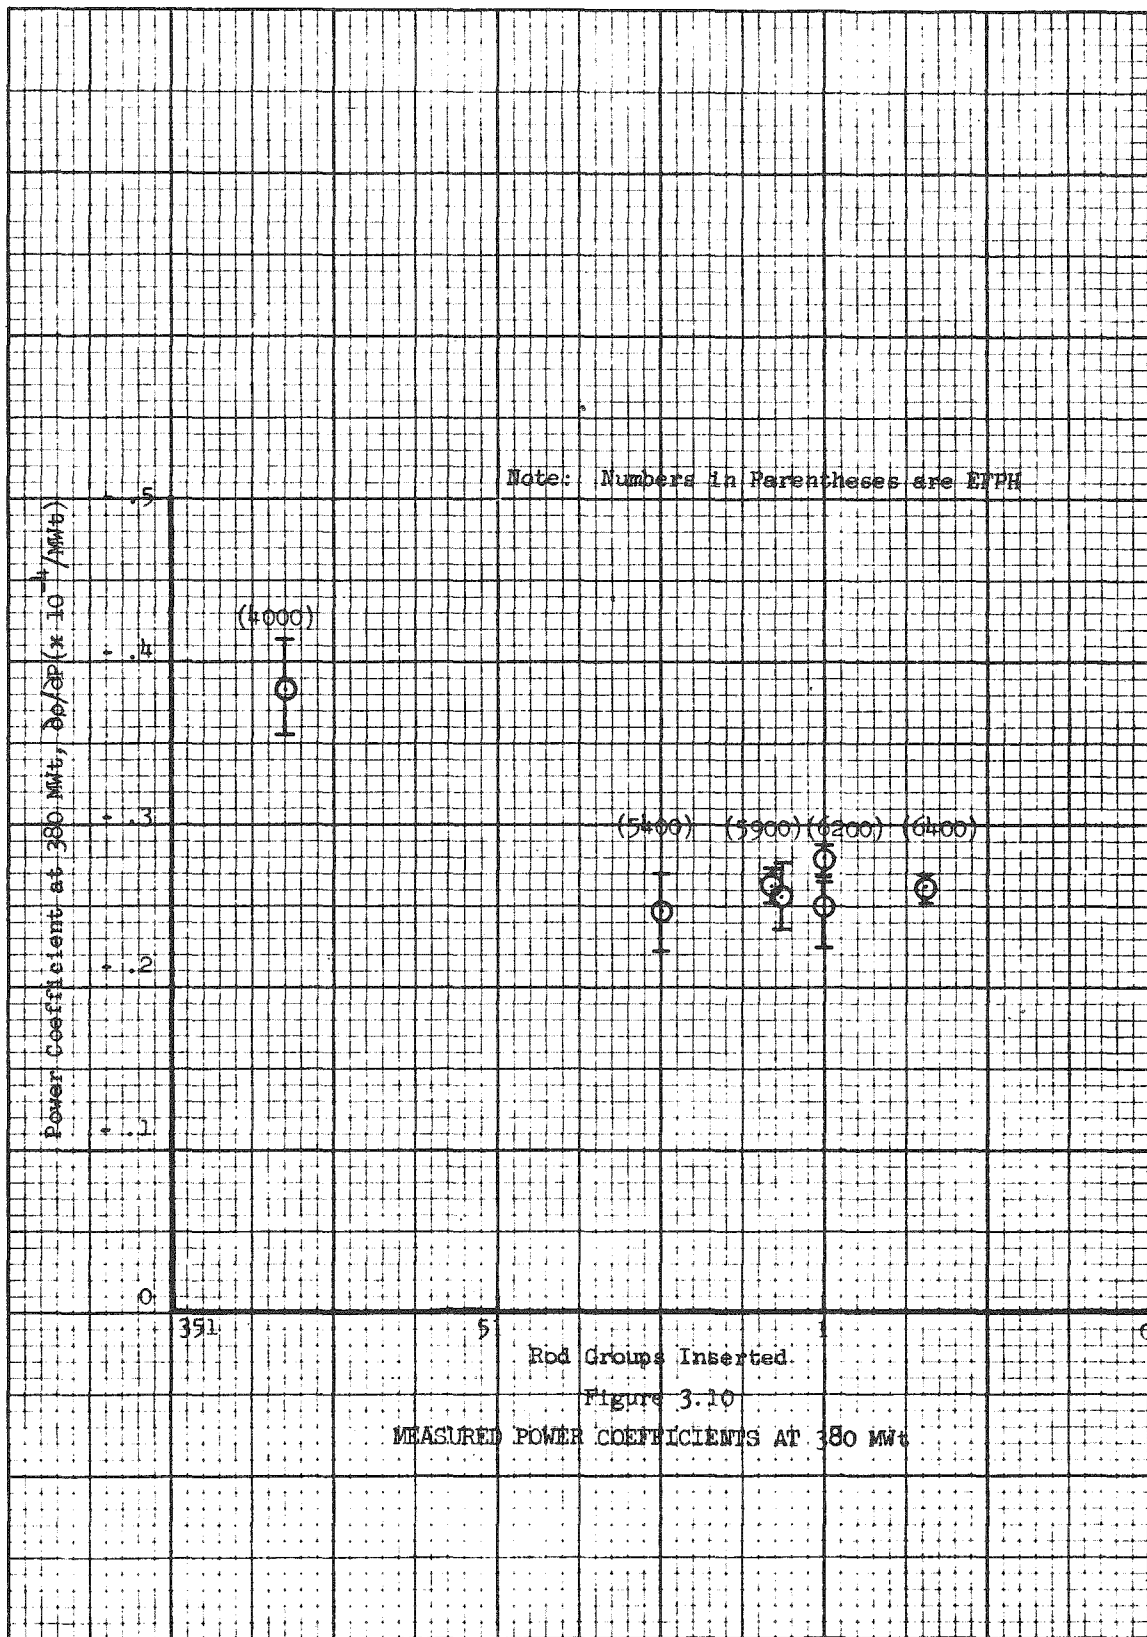 Note: Numbers in Parentheses are EFPH
Power Coefficient at 380 MWt, ∂ρ/∂P (x 10⁻⁴/MWt)
.5
(4000)
.4
.3
(5400) (5900) (6200) (6400)
.2
.1
0
351 5 1 0
Rod Groups Inserted
Figure 3.10
MEASURED POWER COEFFICIENTS AT 380 MWt